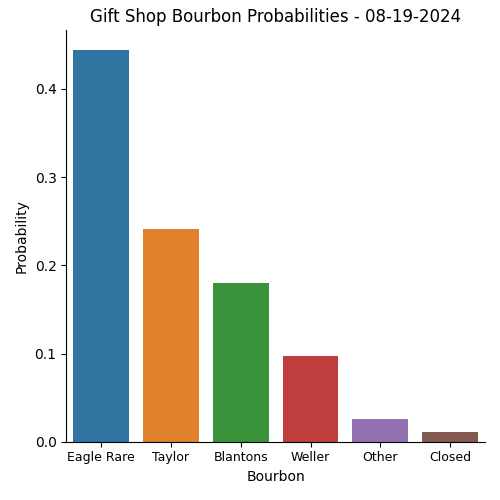 Gift Shop Bourbon Probabilities - 08-19-2024
0.4
0.3
0.2
0.1
0.0
Probability
Eagle Rare Taylor Blantons Weller Other Closed
Bourbon